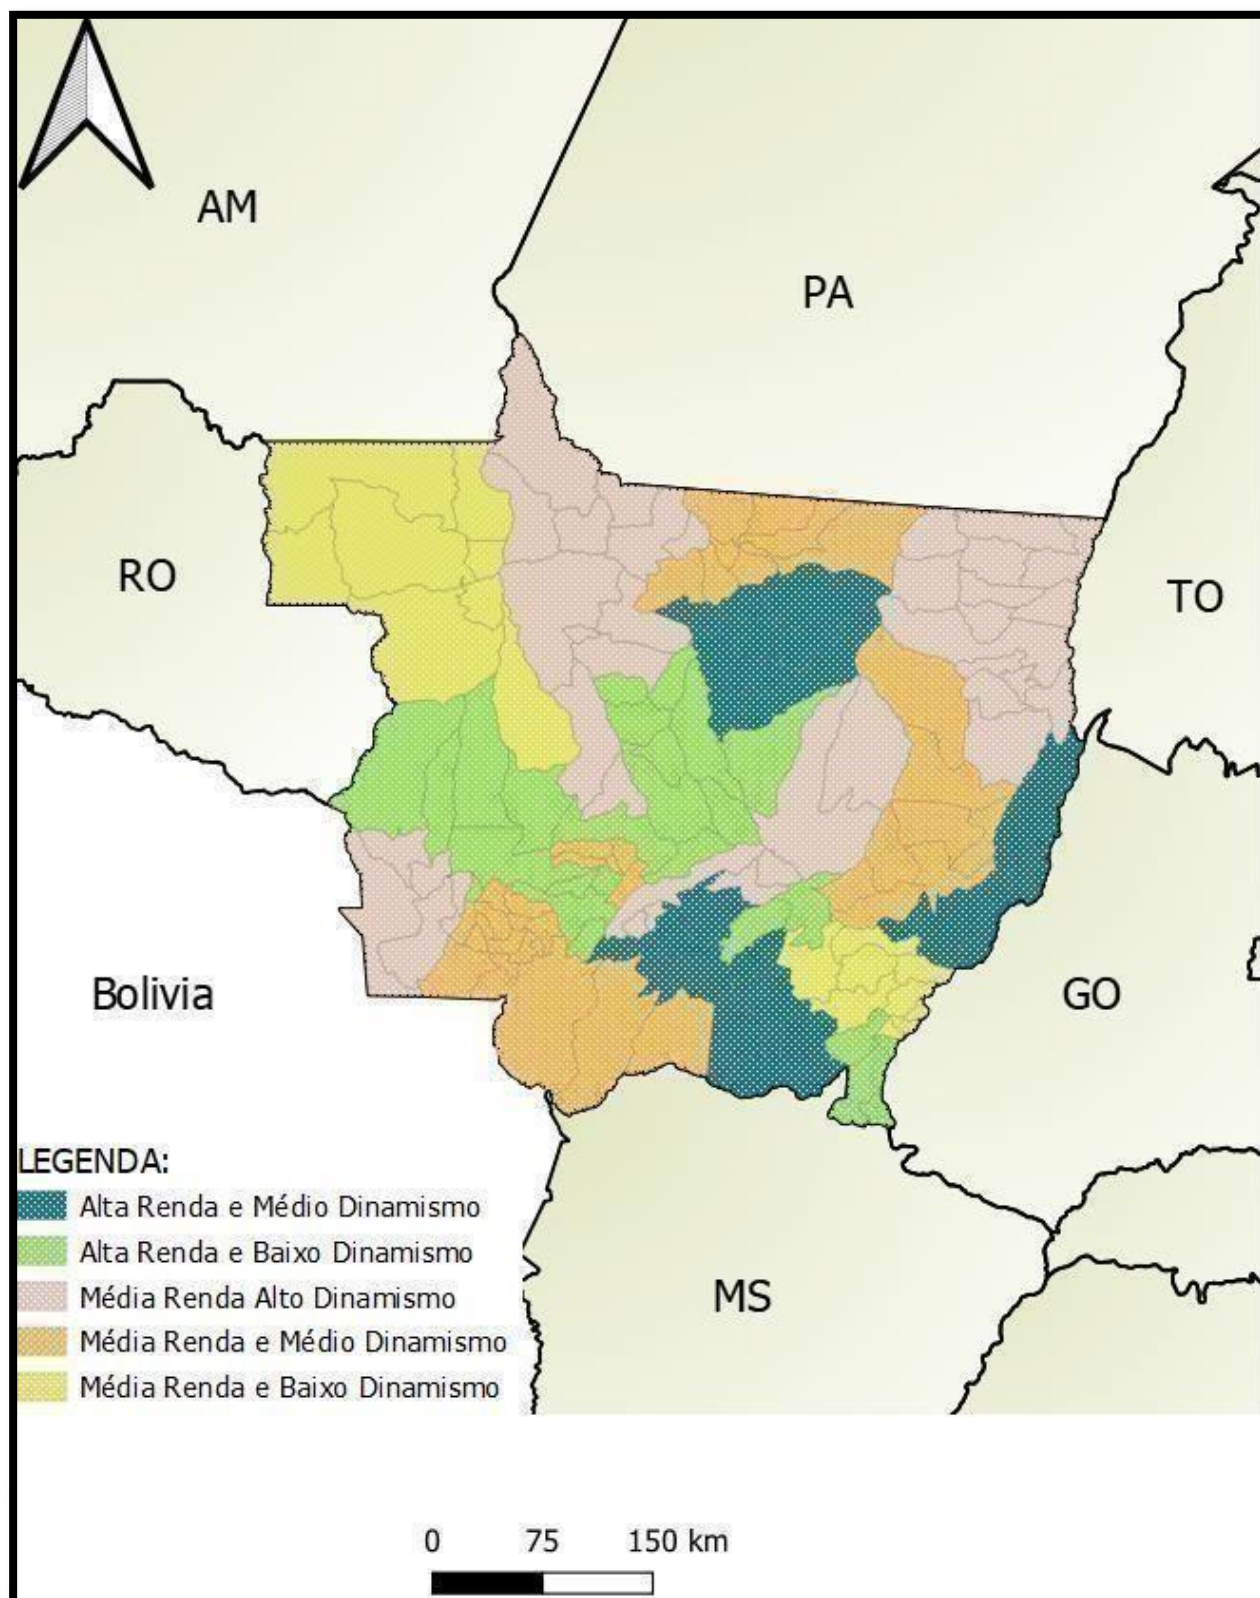 AM
PA
RO
TO
Bolivia
GO
MS
LEGENDA:
Alta Renda e Médio Dinamismo
Alta Renda e Baixo Dinamismo
Média Renda Alto Dinamismo
Média Renda e Médio Dinamismo
Média Renda e Baixo Dinamismo
0 75 150 km